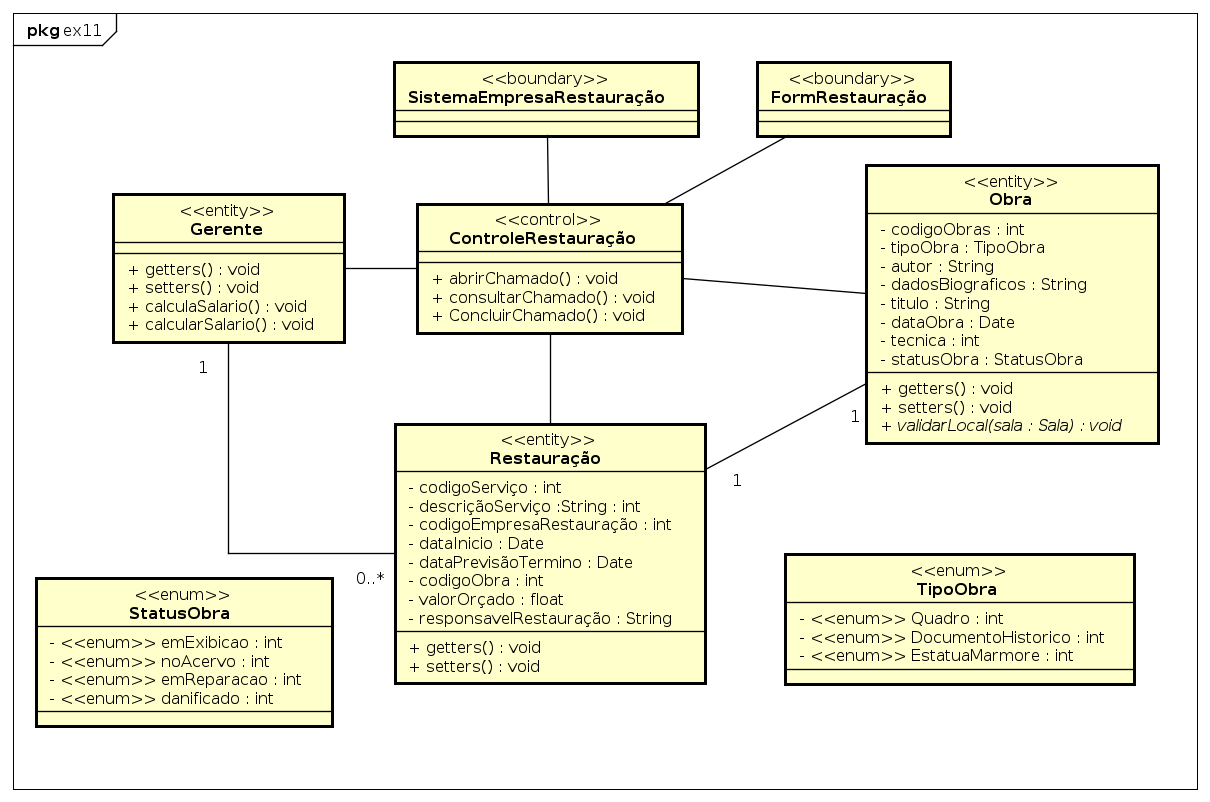 pkg ex11
<<boundary>>
SistemaEmpresaRestauração
<<boundary>>
FormRestauração
<<entity>>
Gerente
+ getters() : void
+ setters() : void
+ calculaSalario() : void
+ calcularSalario() : void
<<control>>
ControleRestauração
+ abrirChamado() : void
+ consultarChamado() : void
+ ConcluirChamado() : void
<<entity>>
Obra
- codigoObras : int
- tipoObra : TipoObra
- autor : String
- dadosBiograficos : String
- titulo : String
- dataObra : Date
- tecnica : int
- statusObra : StatusObra
+ getters() : void
+ setters() : void
+ validarLocal(sala : Sala) : void
1
1
1
0..*
<<entity>>
Restauração
- codigoServiço : int
- descriçãoServiço :String : int
- codigoEmpresaRestauração : int
- dataInicio : Date
- dataPrevisãoTermino : Date
- codigoObra : int
- valorOrçado : float
- responsavelRestauração : String
+ getters() : void
+ setters() : void
<<enum>>
StatusObra
- <<enum>> emExibicao : int
- <<enum>> noAcervo : int
- <<enum>> emReparacao : int
- <<enum>> danificado : int
<<enum>>
TipoObra
- <<enum>> Quadro : int
- <<enum>> DocumentoHistorico : int
- <<enum>> EstatuaMarmore : int